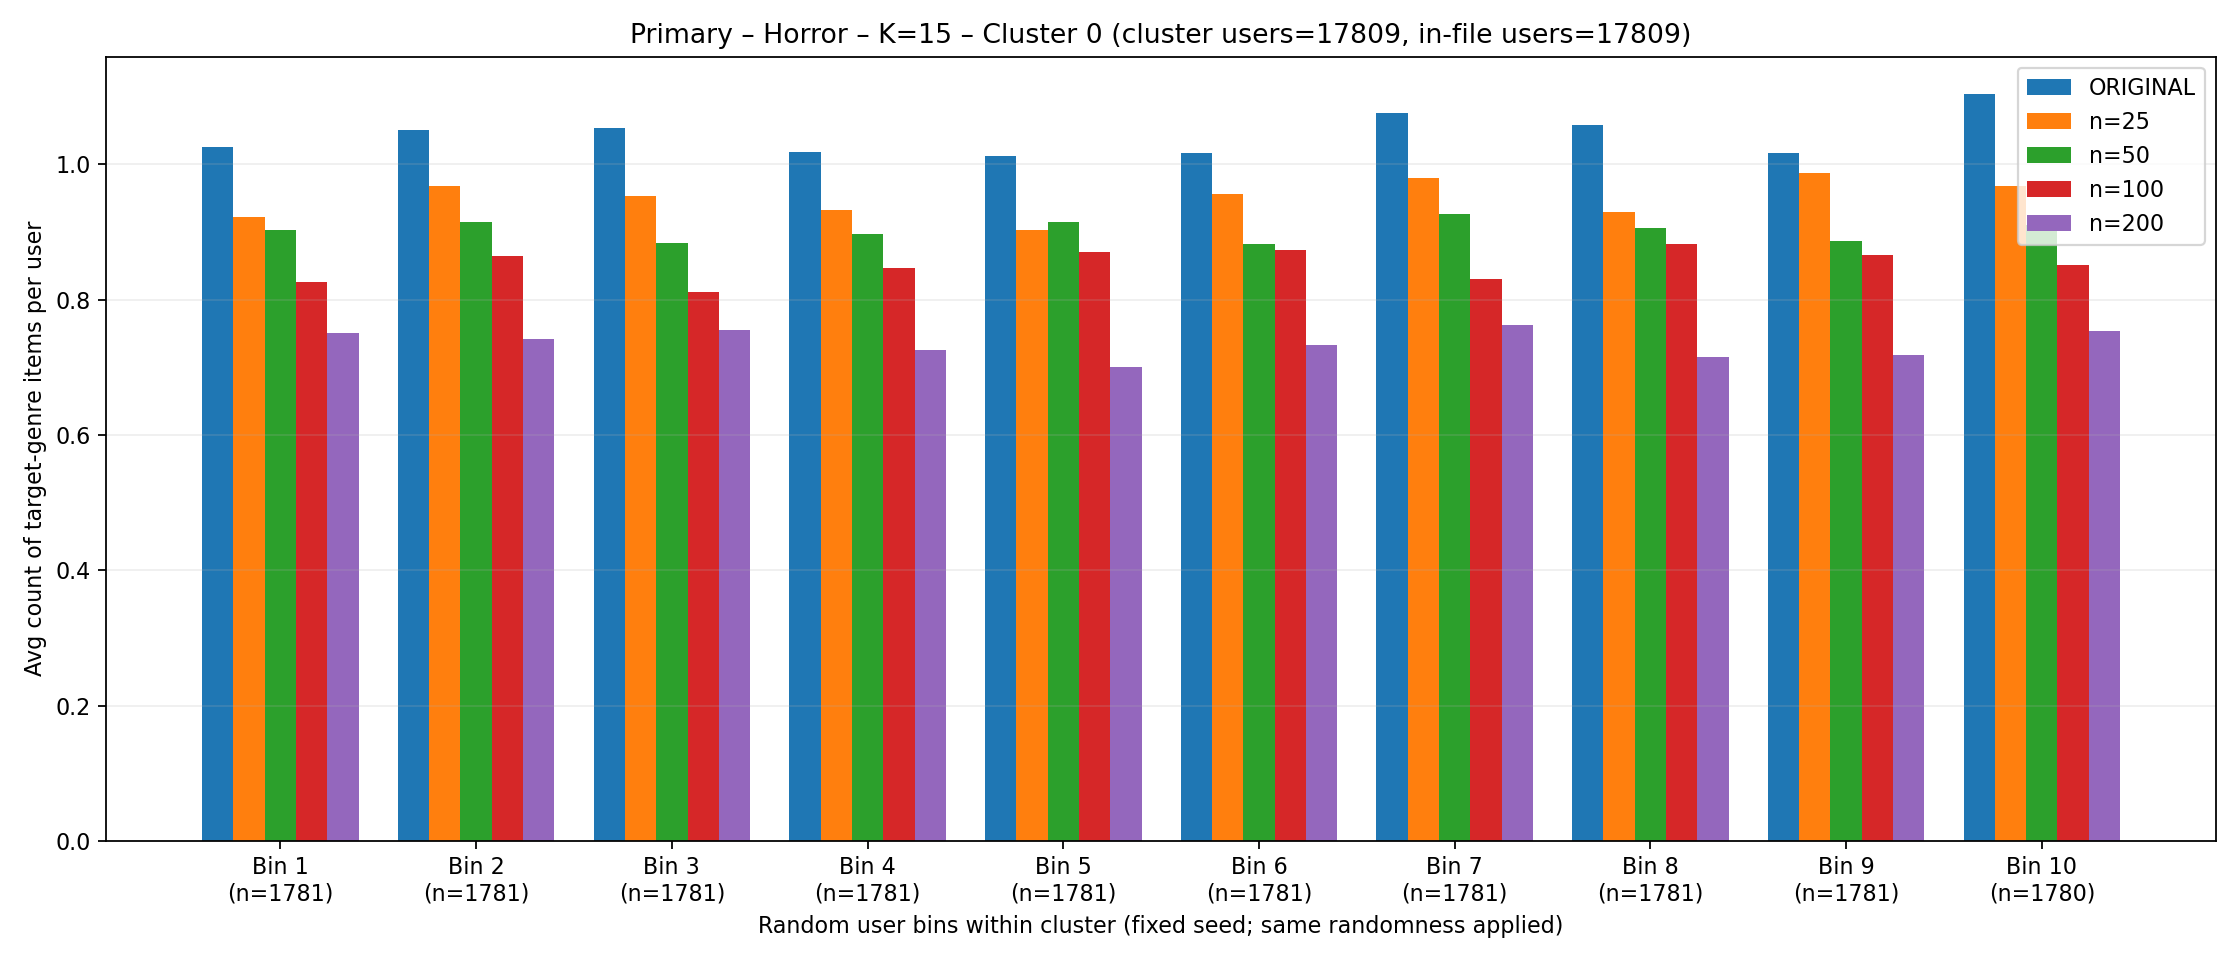 Primary – Horror – K=15 – Cluster 0 (cluster users=17809, in-file users=17809)
ORIGINAL
n=25
n=50
n=100
n=200
Avg count of target-genre items per user
1.0
0.8
0.6
0.4
0.2
0.0
Bin 1 Bin 2 Bin 3 Bin 4 Bin 5 Bin 6 Bin 7 Bin 8 Bin 9 Bin 10
(n=1781) (n=1781) (n=1781) (n=1781) (n=1781) (n=1781) (n=1781) (n=1781) (n=1781) (n=1780)
Random user bins within cluster (fixed seed; same randomness applied)